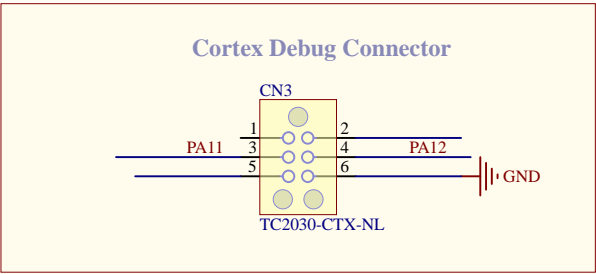 Cortex Debug Connector
CN3
1 2
PA11 3 4 PA12
5 6
GND
TC2030-CTX-NL